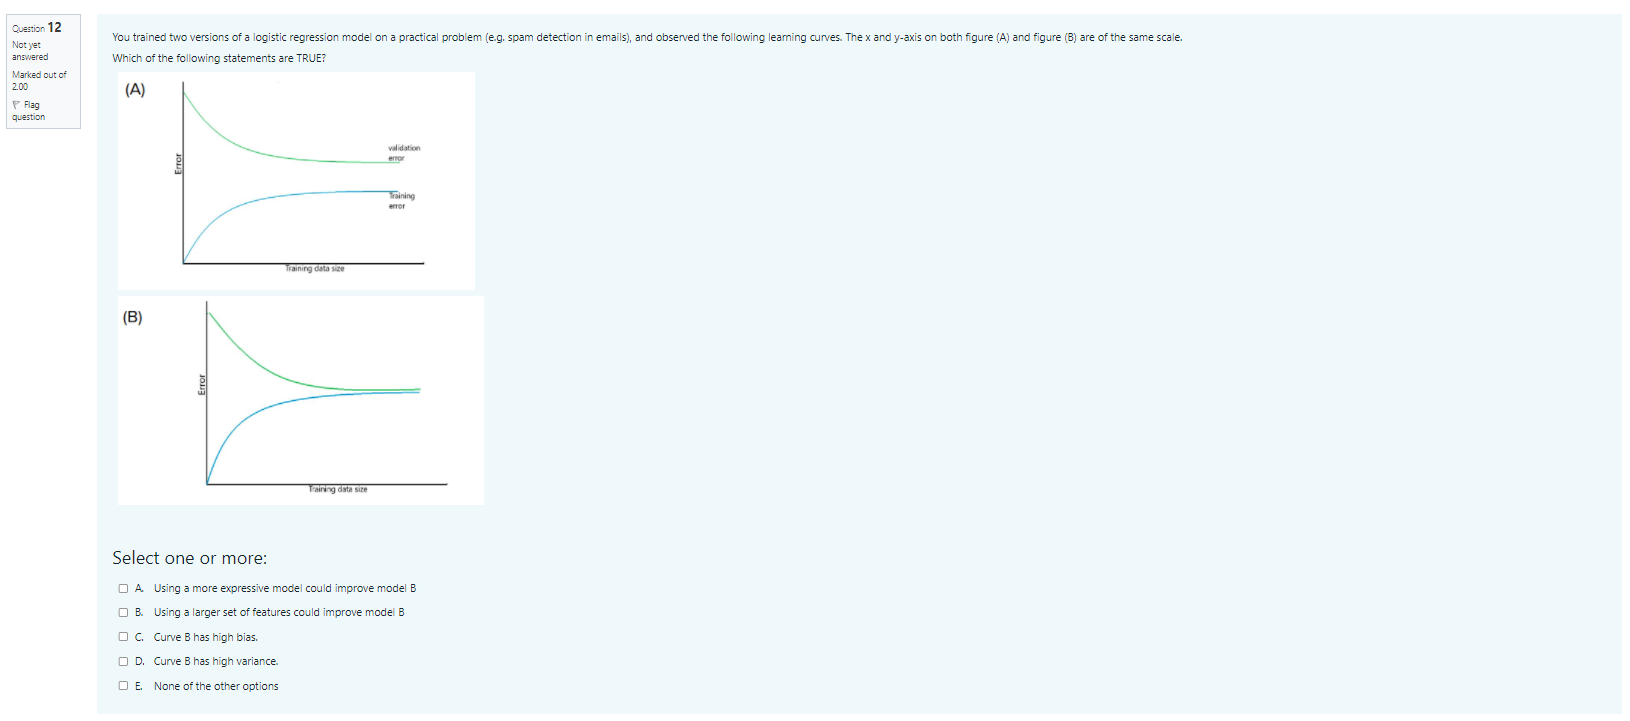 Question 12
Not yet
answered
Marked out of
2.00
Flag
question
You trained two versions of a logistic regression model on a practical problem (e.g. spam detection in emails), and observed the following learning curves. The x and y-axis on both figure (A) and figure (B) are of the same scale.
Which of the following statements are TRUE?
(A)
Error
validation
error
Training
error
Training data size
(B)
Error
Training data size
Select one or more:
A. Using a more expressive model could improve model B
B. Using a larger set of features could improve model B
C. Curve B has high bias.
D. Curve B has high variance.
E. None of the other options